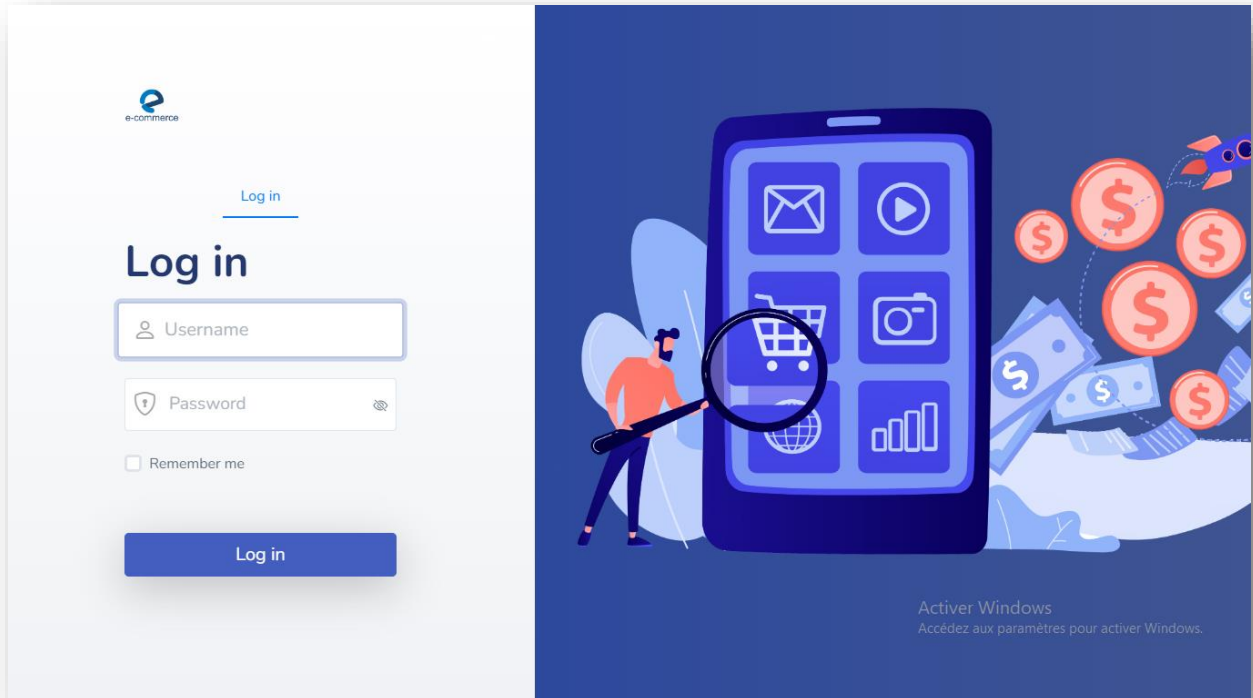 e-commerce
Log in
Log in
Username
Password
Remember me
Log in
Activer Windows
Accédez aux paramètres pour activer Windows.